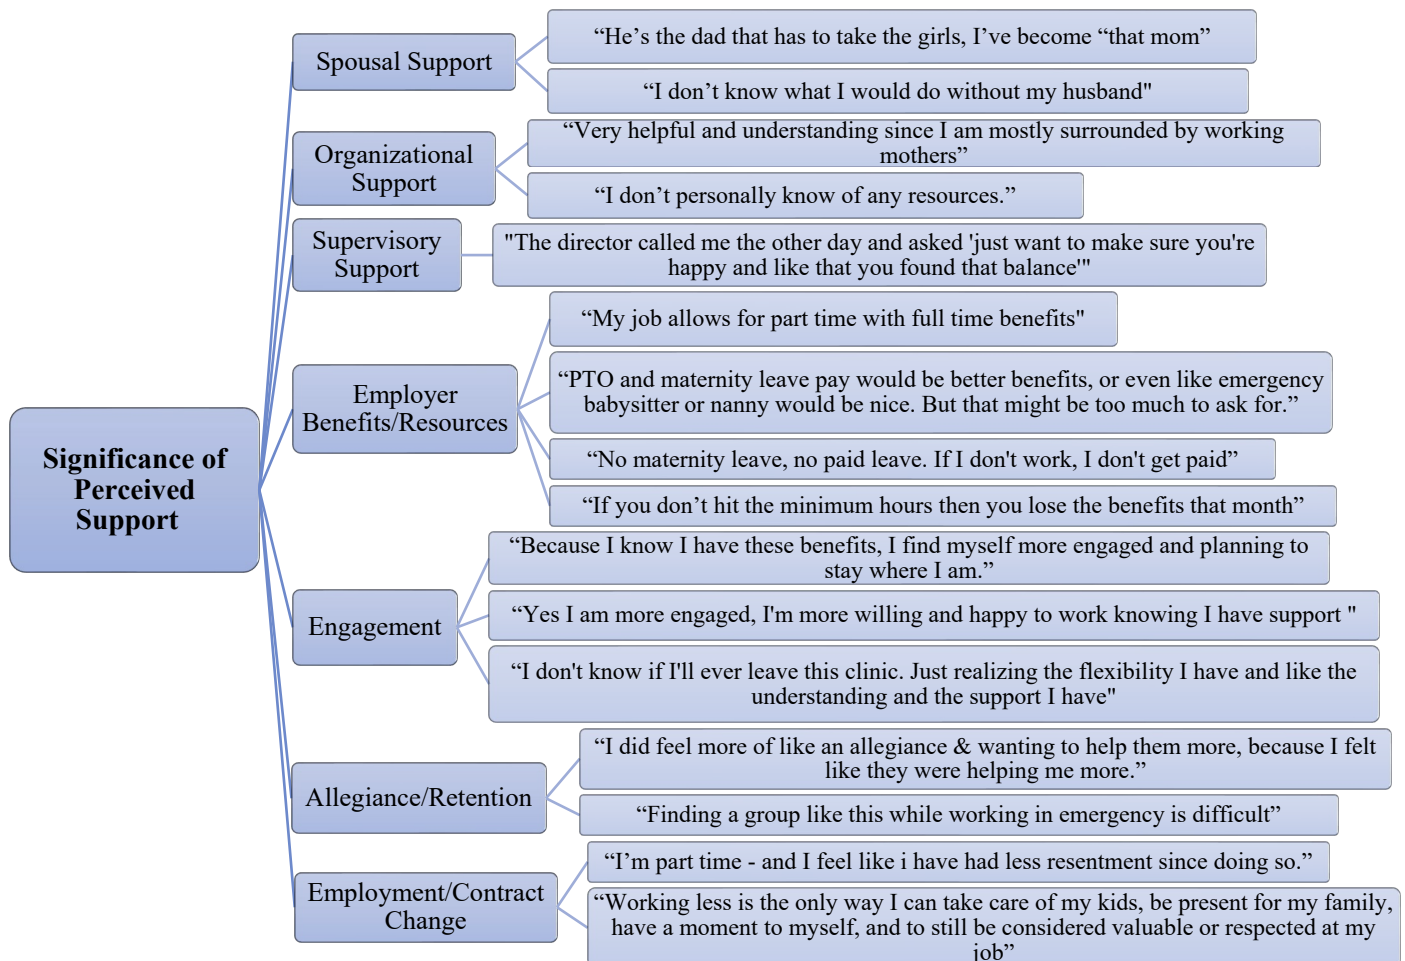 Significance of
Perceived
Support
Spousal Support
“He’s the dad that has to take the girls, I’ve become “that mom”
“I don’t know what I would do without my husband"
Organizational
Support
“Very helpful and understanding since I am mostly surrounded by working
mothers”
“I don’t personally know of any resources.”
Supervisory
Support
"The director called me the other day and asked 'just want to make sure you're
happy and like that you found that balance'"
Employer
Benefits/Resources
“My job allows for part time with full time benefits"
“PTO and maternity leave pay would be better benefits, or even like emergency
babysitter or nanny would be nice. But that might be too much to ask for.”
“No maternity leave, no paid leave. If I don't work, I don't get paid”
“If you don’t hit the minimum hours then you lose the benefits that month”
Engagement
“Because I know I have these benefits, I find myself more engaged and planning to
stay where I am.”
“Yes I am more engaged, I'm more willing and happy to work knowing I have support "
"I don't know if I'll ever leave this clinic. Just realizing the flexibility I have and like the
understanding and the support I have"
Allegiance/Retention
“I did feel more of like an allegiance & wanting to help them more, because I felt
like they were helping me more.”
“Finding a group like this while working in emergency is difficult”
Employment/Contract
Change
“I’m part time - and I feel like i have had less resentment since doing so.”
“Working less is the only way I can take care of my kids, be present for my family,
have a moment to myself, and to still be considered valuable or respected at my
job”